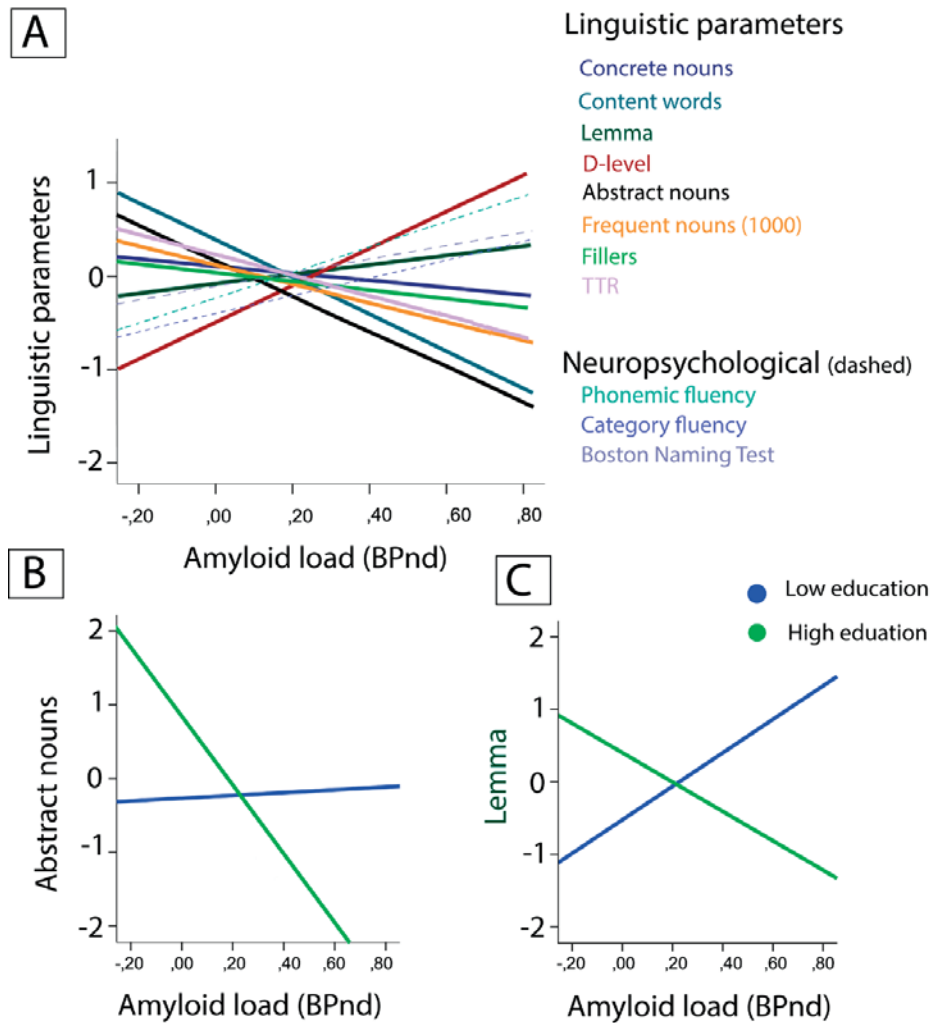 A
Linguistic parameters
Concrete nouns
Content words
Lemma
D-level
Abstract nouns
Frequent nouns (1000)
Fillers
TTR
Neuropsychological (dashed)
Phonemic fluency
Category fluency
Boston Naming Test
Linguistic parameters
1
0
-1
-2
-,20 ,00 ,20 ,40 ,60 ,80
Amyloid load (BPnd)
B
Abstract nouns
2
1
0
-1
-2
-,20 ,00 ,20 ,40 ,60 ,80
Amyloid load (BPnd)
C
Low education
High eduation
Lemma
2
1
0
-1
-2
-,20 ,00 ,20 ,40 ,60 ,80
Amyloid load (BPnd)